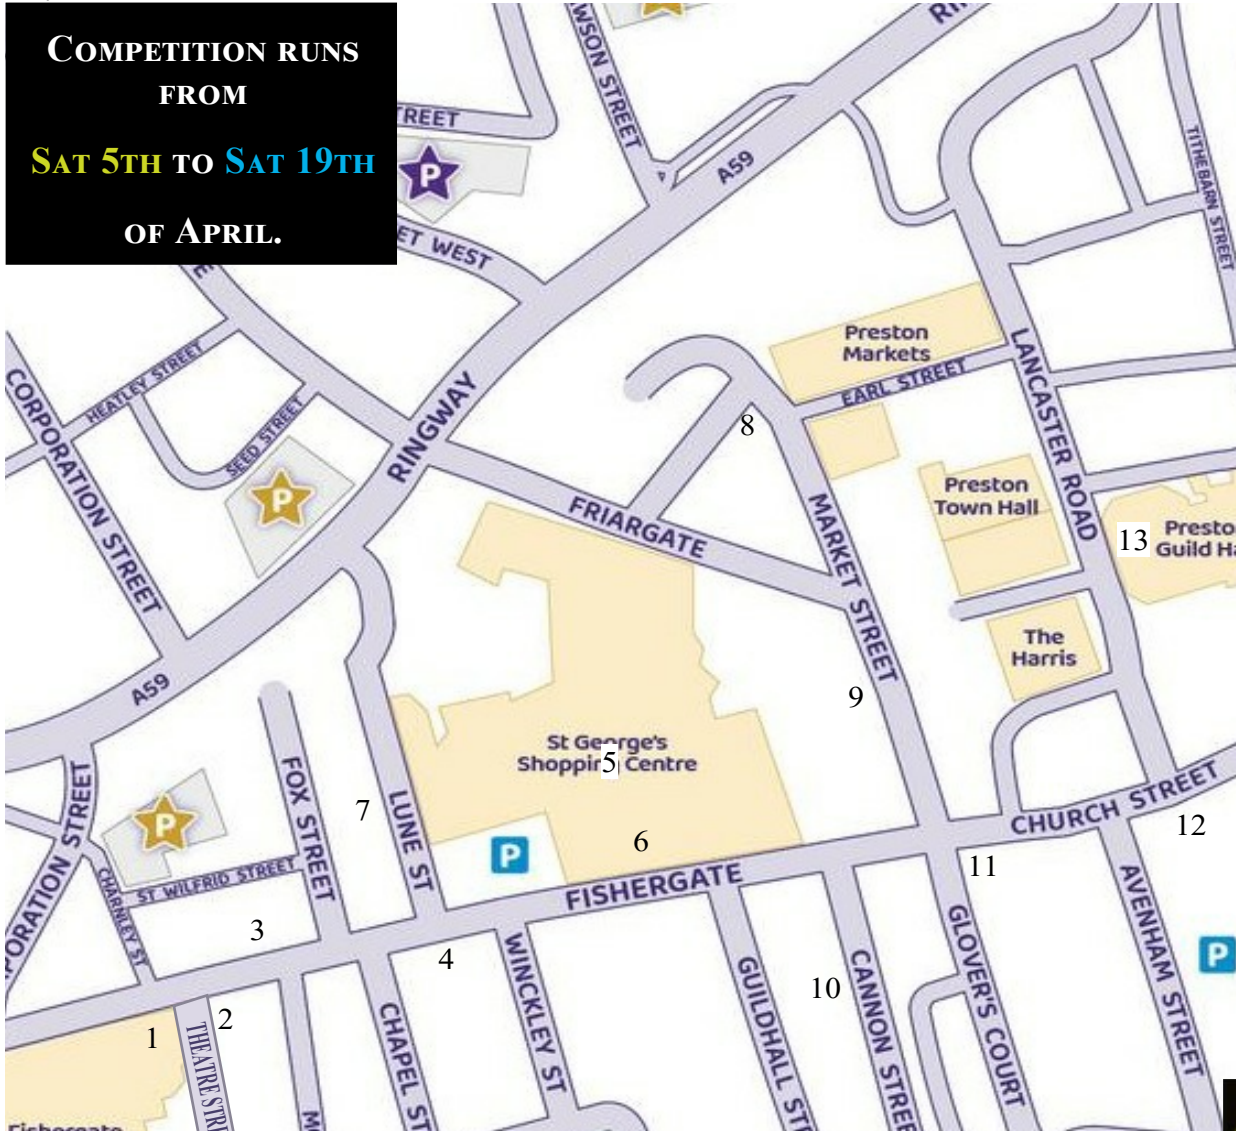 COMPETITION RUNS
FROM
SAT 5TH TO SAT 19TH
OF APRIL.
WSON STREET
TREET
P
ET WEST
A59
TITHEBARN STREET
Preston
Markets
EARL STREET
LANCASTER ROAD
HEATLEY STREET
CORPORATION STREET
SEED STREET
P
RINGWAY
8
FRIARGATE
MARKET STREET
Preston
Town Hall
13
Presto
Guild Ha
The
Harris
A59
9
St George's
Shopping Centre
5
FOX STREET
7
LUNE ST
P
6
P
CHURCH STREET
12
11
PORATION STREET
CHARNLEY ST
ST WILFRID STREET
FISHERGATE
3
4
WINCKLEY ST
GUILDHALL STR
10
CANNON STREE
GLOVER'S COURT
AVENHAM STREET
P
1
2
THEATRE STRE
CHAPEL ST
Fishergate